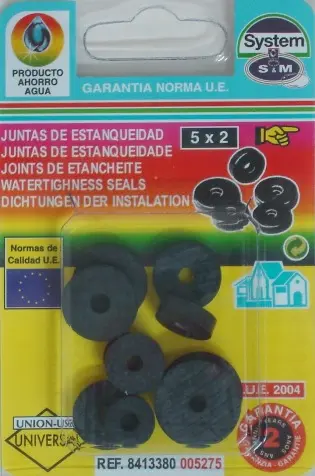 PRODUCTO
AHORRO
AGUA
System
S&M
GARANTIA NORMA U.E.
JUNTAS DE ESTANQUEIDAD
JUNTAS DE ESTANQUEIDADE
JOINTS DE ETANCHEITE
WATERTIGHNESS SEALS
DICHTUNGEN DER INSTALATION
5 x 2
Normas de
Calidad U.E.
U.E. 2004
UNION-USR
UNIVERSAL
GARANTIA
2
REF. 8413380 005275